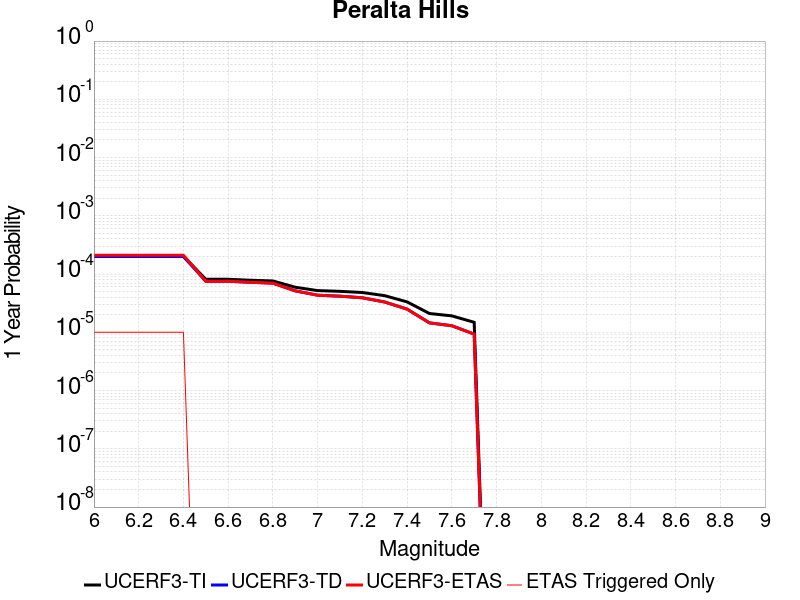 Peralta Hills
1 Year Probability
10^0
10^-1
10^-2
10^-3
10^-4
10^-5
10^-6
10^-7
10^-8
6 6.2 6.4 6.6 6.8 7 7.2 7.4 7.6 7.8 8 8.2 8.4 8.6 8.8 9
Magnitude
UCERF3-TI UCERF3-TD UCERF3-ETAS ETAS Triggered Only